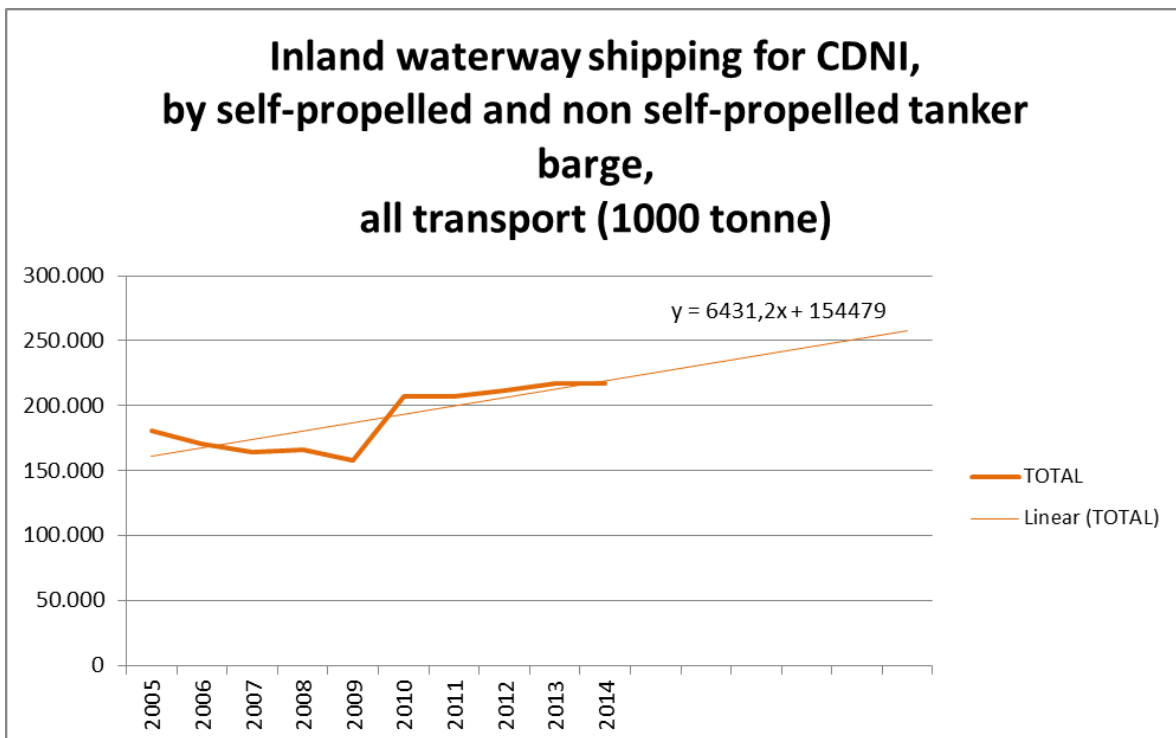 Inland waterway shipping for CDNI,
by self-propelled and non self-propelled tanker
barge,
all transport (1000 tonne)
300.000
250.000
200.000
150.000
100.000
50.000
0
y = 6431,2x + 154479
TOTAL
Linear (TOTAL)
2005
2006
2007
2008
2009
2010
2011
2012
2013
2014